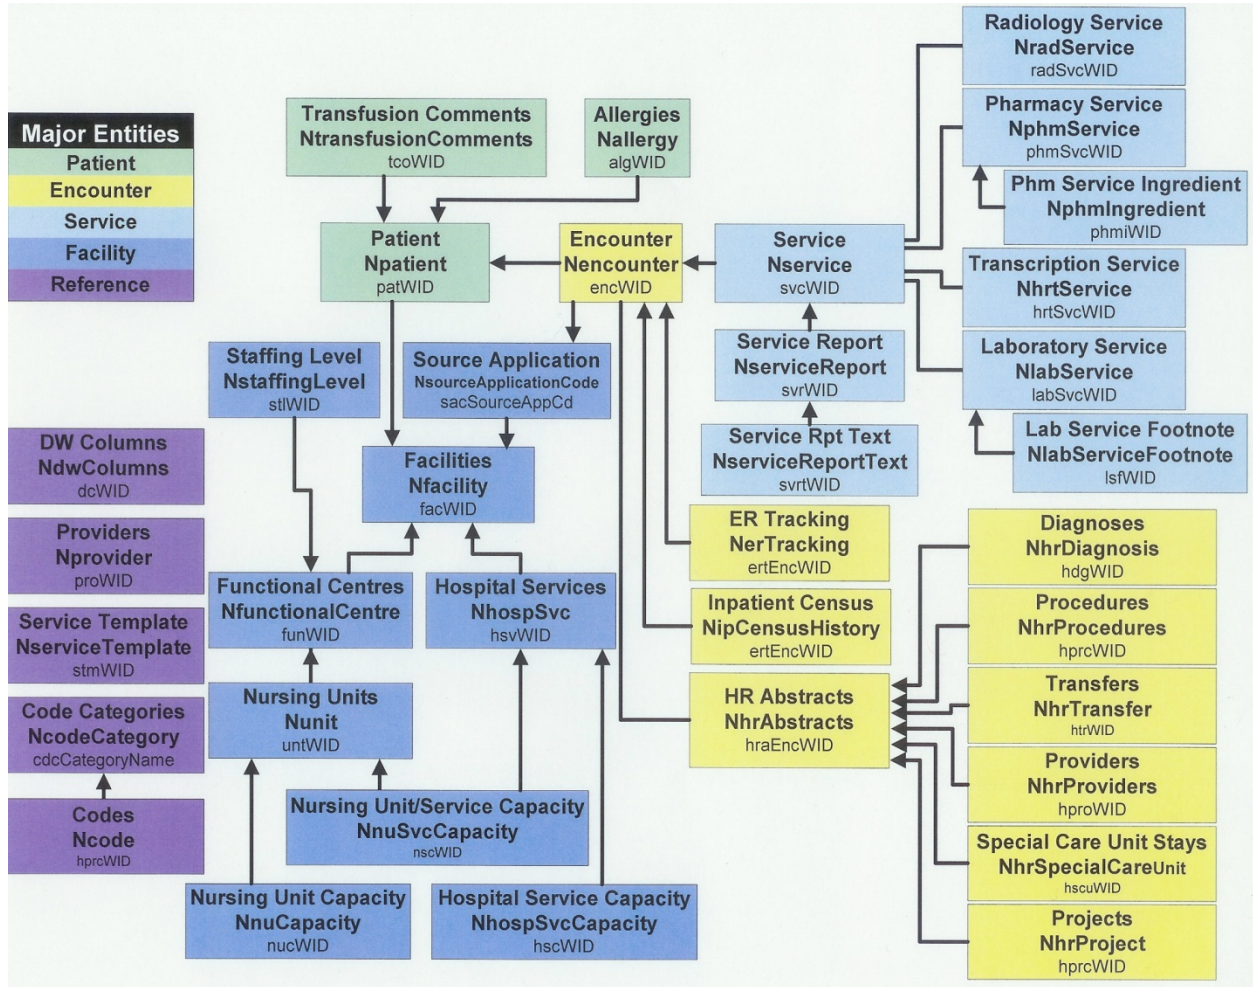 Major Entities
Patient
Encounter
Service
Facility
Reference
Transfusion Comments
NtransfusionComments
tcoWID
Allergies
Nallergy
algWID
Patient
Npatient
patWID
Encounter
Nencounter
encWID
Service
Nservice
svcWID
Radiology Service
NradService
radSvcWID
Pharmacy Service
NphmService
phmSvcWID
Phm Service Ingredient
NphmIngredient
phmiWID
Transcription Service
NhrtService
hrtSvcWID
Laboratory Service
NlabService
labSvcWID
Lab Service Footnote
NlabServiceFootnote
lsfWID
Service Report
NserviceReport
svrWID
Service Rpt Text
NserviceReportText
svrtWID
Staffing Level
NstaffingLevel
stlWID
Source Application
NsourceApplicationCode
sacSourceAppCd
Facilities
Nfacility
facWID
DW Columns
NdwColumns
dcWID
Providers
Nprovider
proWID
Service Template
NserviceTemplate
stmWID
Code Categories
NcodeCategory
cdcCategoryName
Codes
Ncode
hprcWID
Functional Centres
NfunctionalCentre
funWID
Hospital Services
NhospSvc
hsvWID
Nursing Units
Nunit
untWID
Nursing Unit/Service Capacity
NnuSvcCapacity
nscWID
Nursing Unit Capacity
NnuCapacity
nucWID
Hospital Service Capacity
NhospSvcCapacity
hscWID
ER Tracking
NerTracking
ertEncWID
Inpatient Census
NipCensusHistory
ertEncWID
HR Abstracts
NhrAbstracts
hraEncWID
Diagnoses
NhrDiagnosis
hdgWID
Procedures
NhrProcedures
hprcWID
Transfers
NhrTransfer
htrWID
Providers
NhrProviders
hproWID
Special Care Unit Stays
NhrSpecialCareUnit
hscuWID
Projects
NhrProject
hprcWID